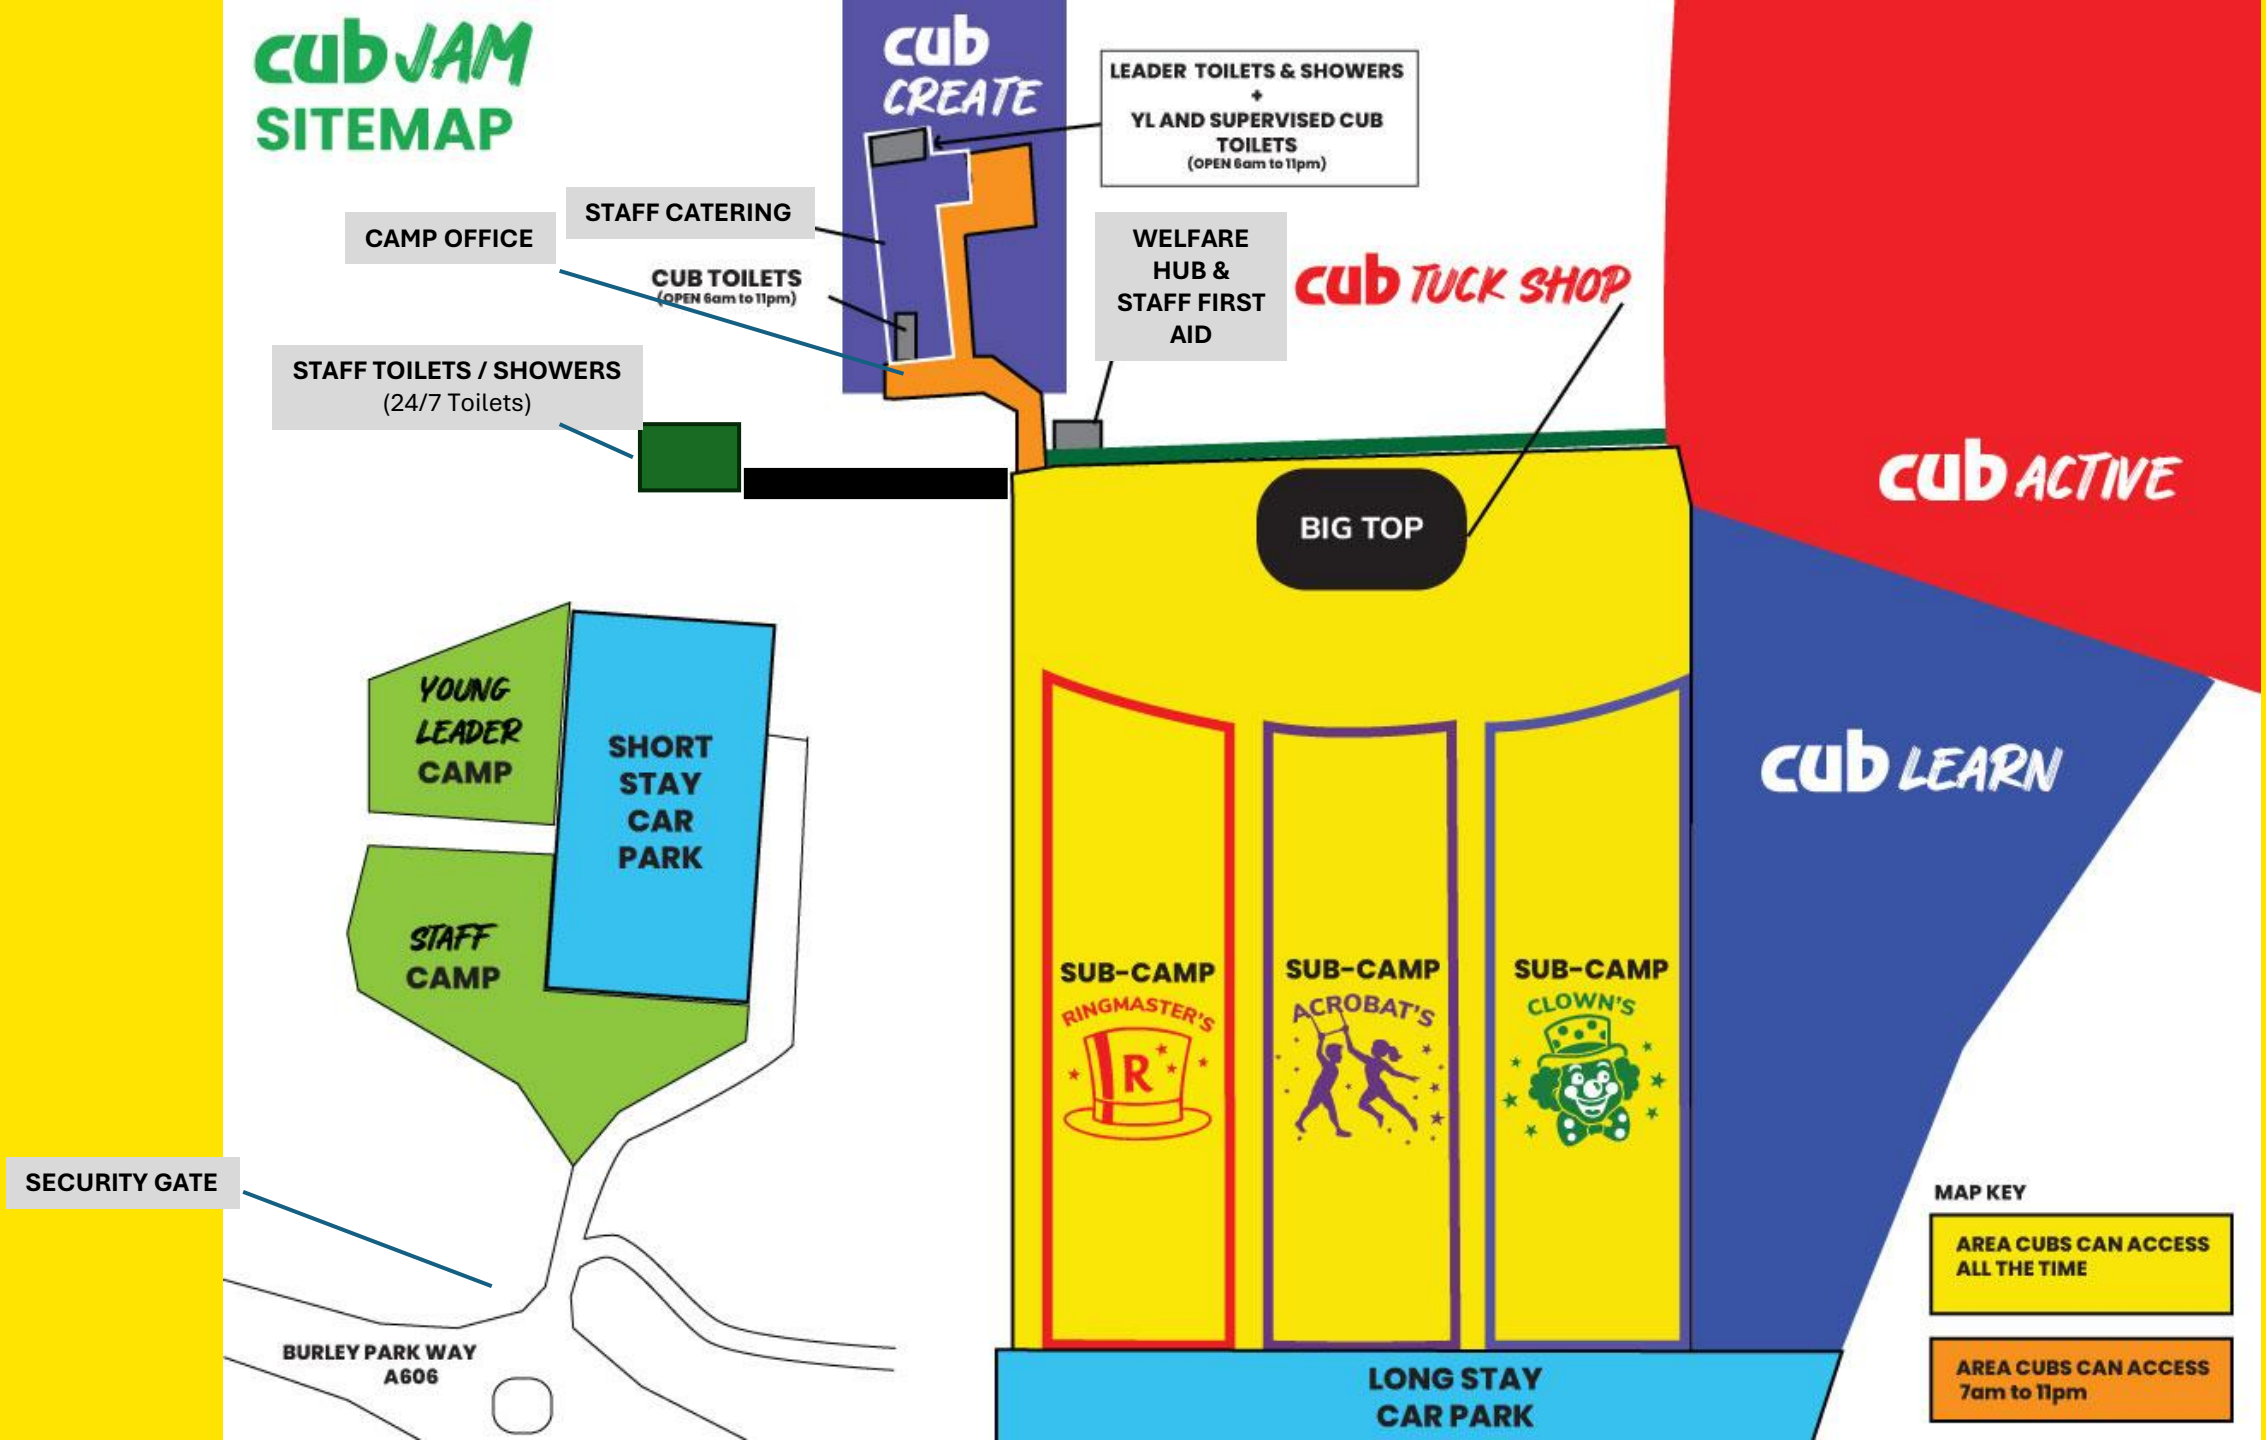 cub JAM
SITEMAP
cub
CREATE
LEADER TOILETS & SHOWERS
+
YL AND SUPERVISED CUB
TOILETS
(OPEN 6am to 11pm)
STAFF CATERING
CAMP OFFICE
CUB TOILETS
(OPEN 6am to 11pm)
WELFARE
HUB &
STAFF FIRST
AID
cub TUCK SHOP
STAFF TOILETS / SHOWERS
(24/7 Toilets)
cub ACTIVE
BIG TOP
YOUNG
LEADER
CAMP
SHORT
STAY
CAR
PARK
cub LEARN
STAFF
CAMP
SUB-CAMP
RINGMASTER'S
R
SUB-CAMP
ACROBAT'S
SUB-CAMP
CLOWN'S
SECURITY GATE
MAP KEY
AREA CUBS CAN ACCESS
ALL THE TIME
AREA CUBS CAN ACCESS
7am to 11pm
BURLEY PARK WAY
A606
LONG STAY
CAR PARK